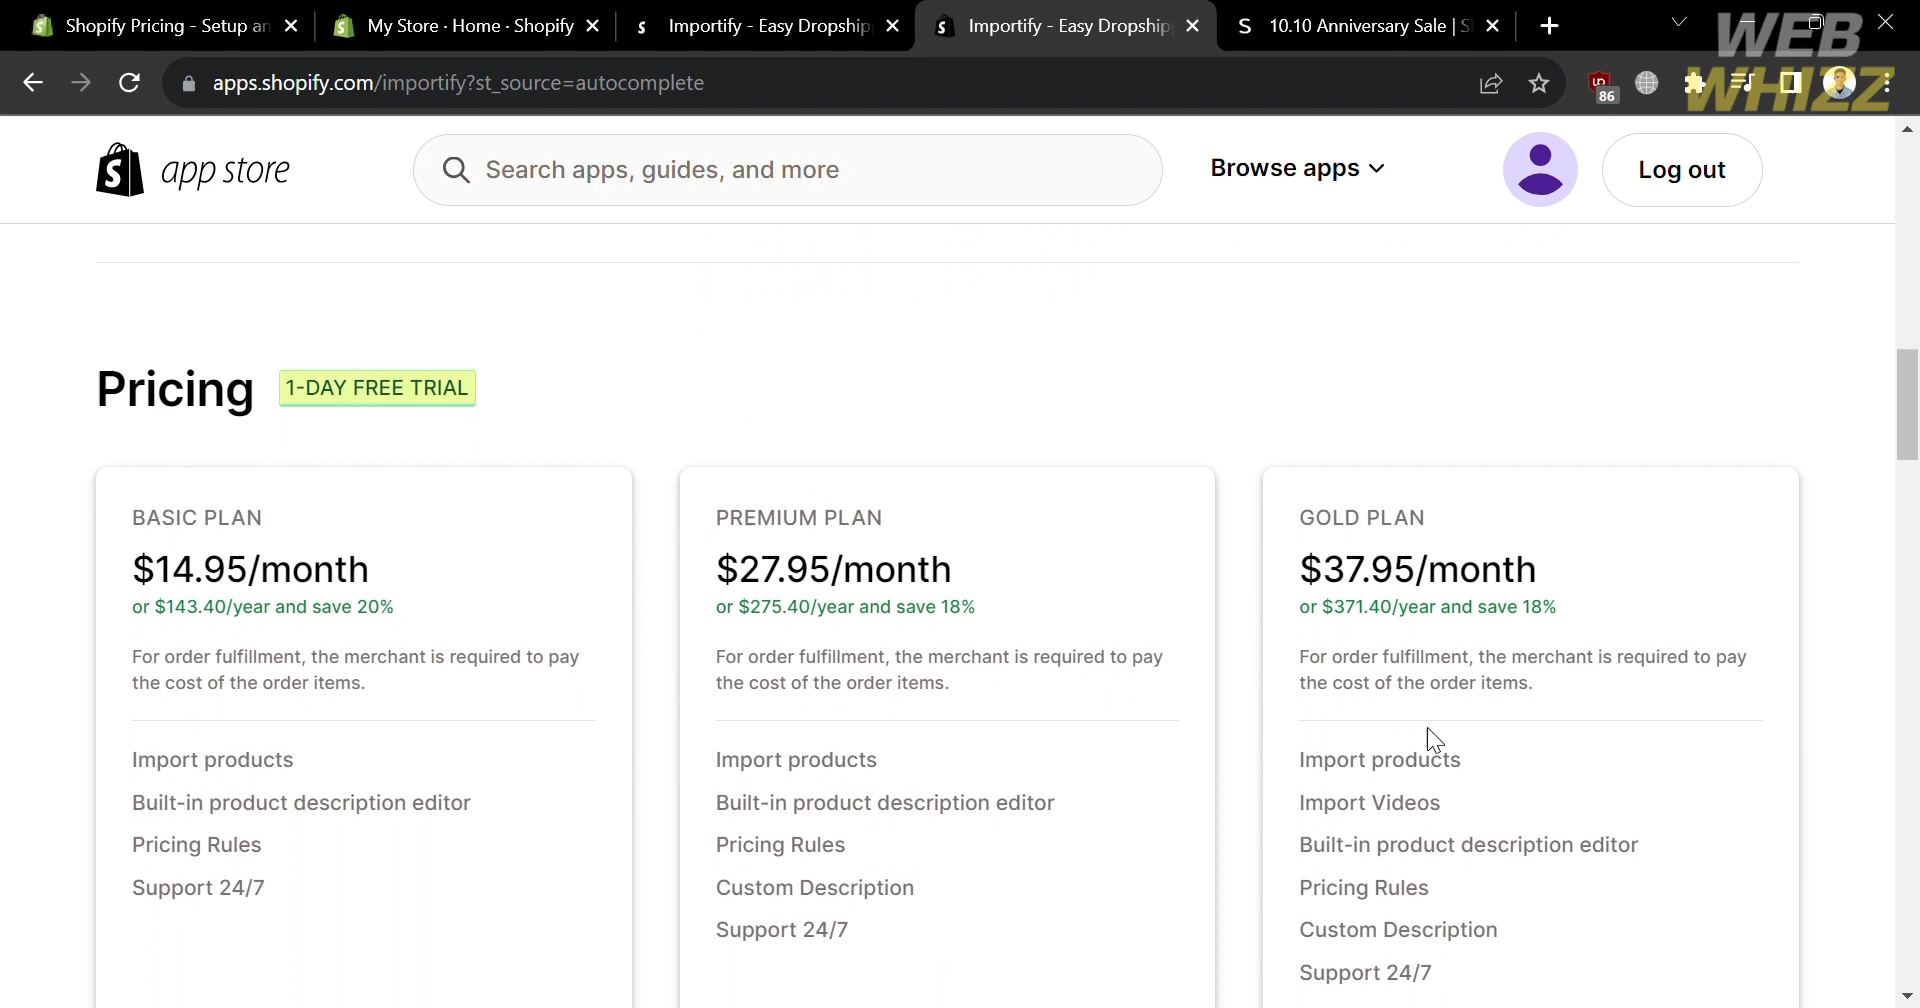 Shopify Pricing - Setup an
My Store · Home · Shopify
Importify - Easy Dropship
Importify - Easy Dropship
10.10 Anniversary Sale | S
WEB
WHIZZ
apps.shopify.com/importify?st_source=autocomplete
86
app store
Search apps, guides, and more
Browse apps
Log out
Pricing
1-DAY FREE TRIAL
BASIC PLAN
$14.95/month
or $143.40/year and save 20%
For order fulfillment, the merchant is required to pay
the cost of the order items.
Import products
Built-in product description editor
Pricing Rules
Support 24/7
PREMIUM PLAN
$27.95/month
or $275.40/year and save 18%
For order fulfillment, the merchant is required to pay
the cost of the order items.
Import products
Built-in product description editor
Pricing Rules
Custom Description
Support 24/7
GOLD PLAN
$37.95/month
or $371.40/year and save 18%
For order fulfillment, the merchant is required to pay
the cost of the order items.
Import products
Import Videos
Built-in product description editor
Pricing Rules
Custom Description
Support 24/7